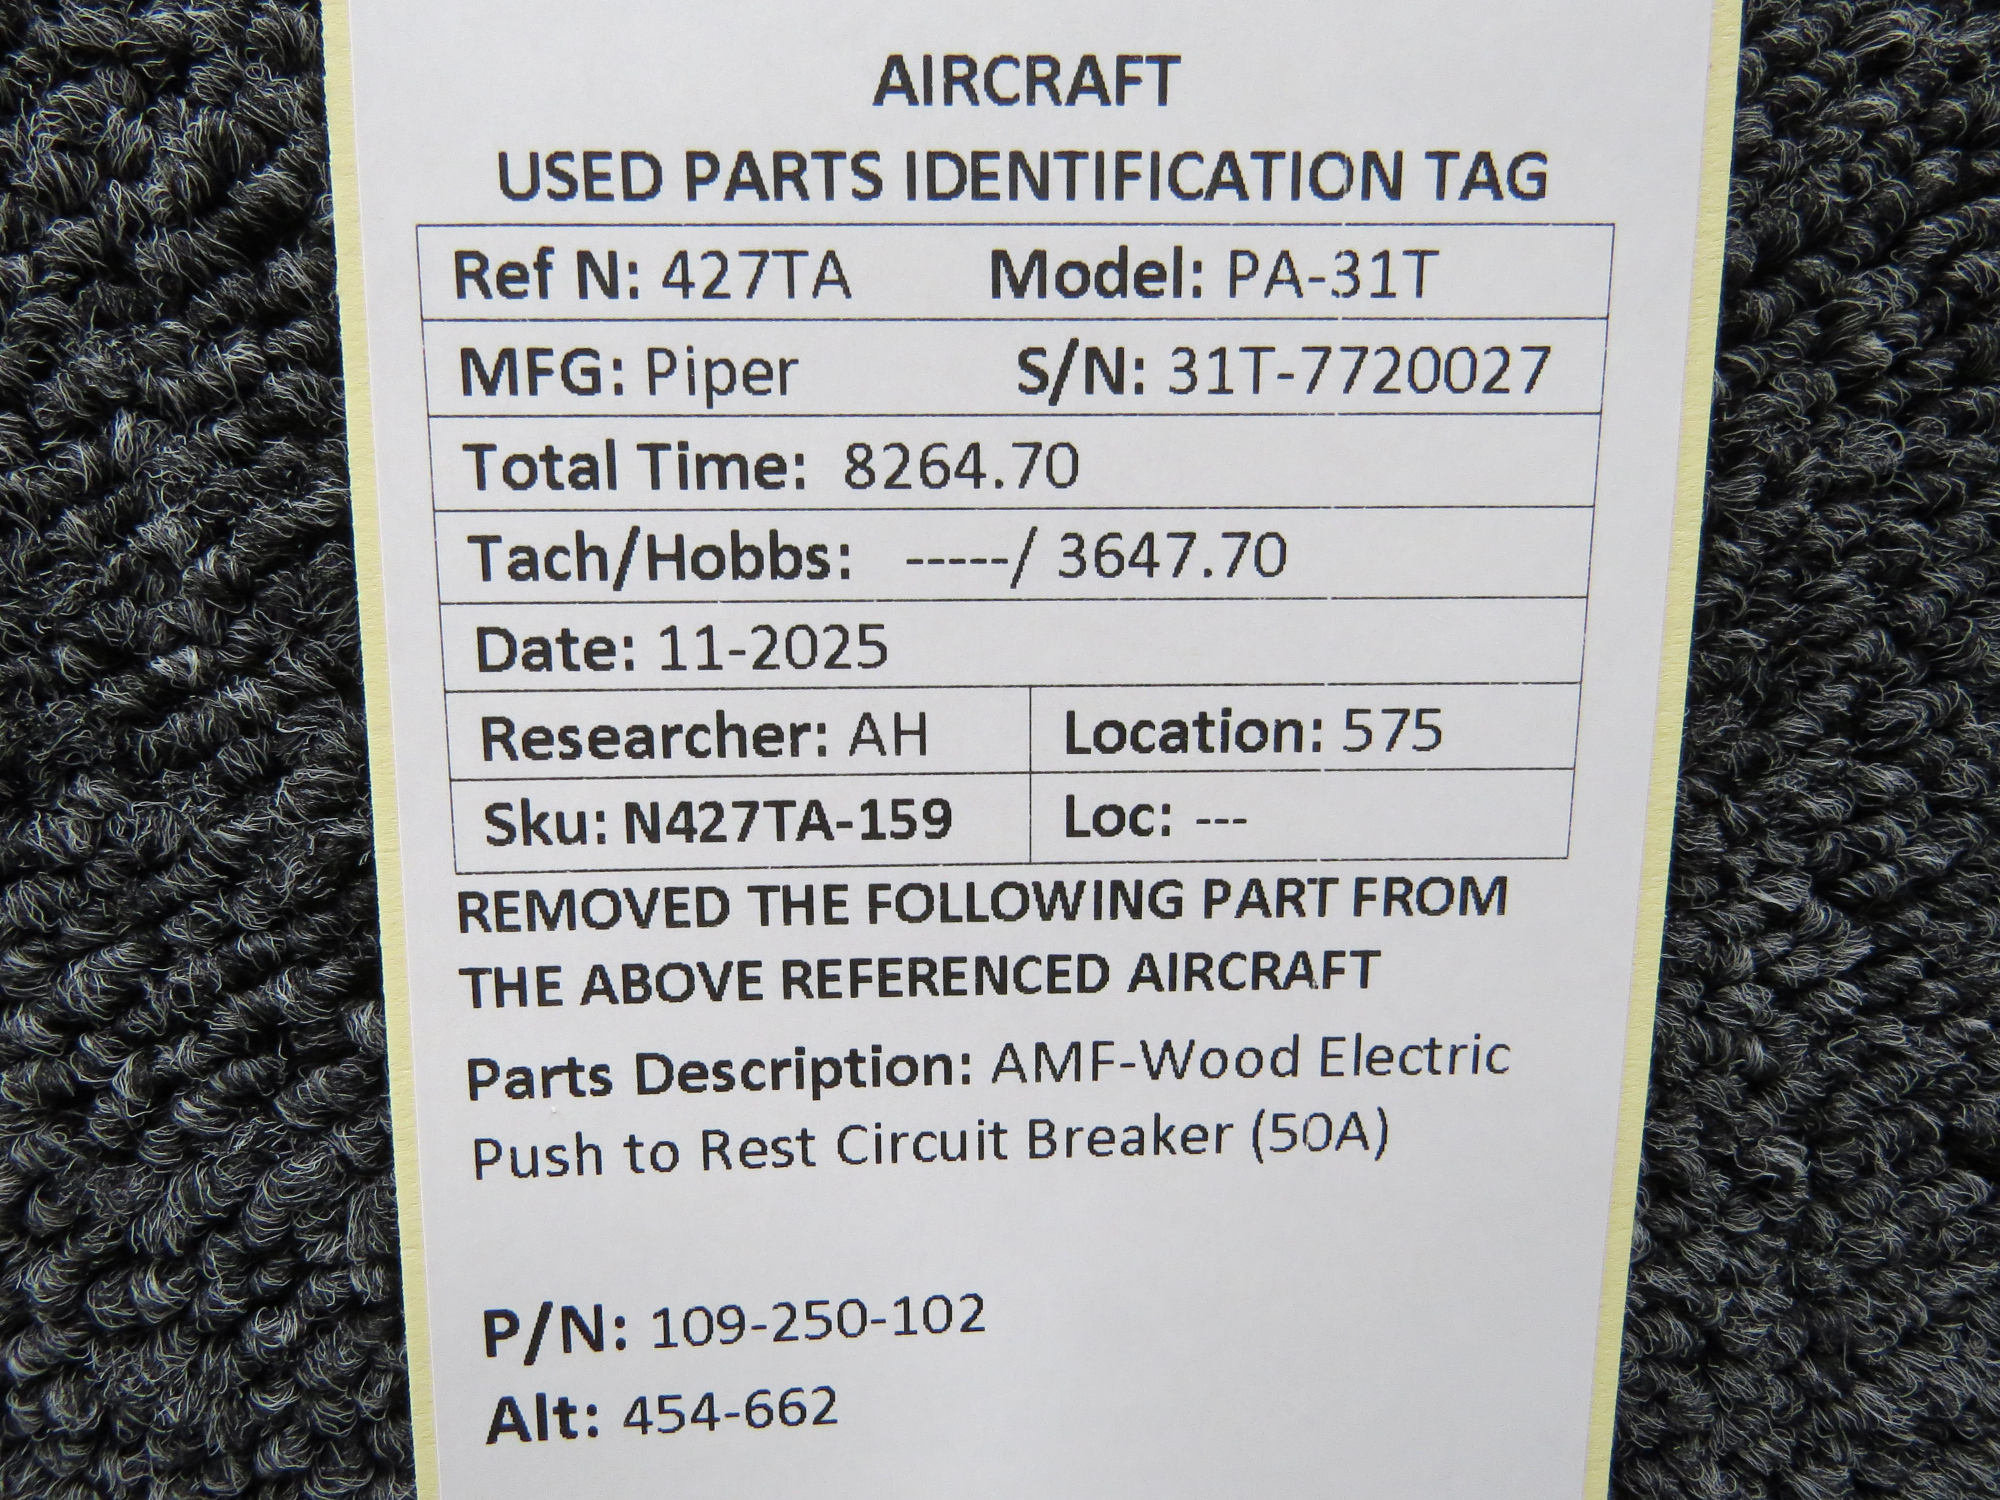 AIRCRAFT
USED PARTS IDENTIFICATION TAG
Ref N: 427TA Model: PA-31T
MFG: Piper S/N: 31T-7720027
Total Time: 8264.70
Tach/Hobbs: -----/ 3647.70
Date: 11-2025
Researcher: AH Location: 575
Sku: N427TA-159 Loc: ---
REMOVED THE FOLLOWING PART FROM
THE ABOVE REFERENCED AIRCRAFT
Parts Description: AMF-Wood Electric
Push to Rest Circuit Breaker (50A)
P/N: 109-250-102
Alt: 454-662